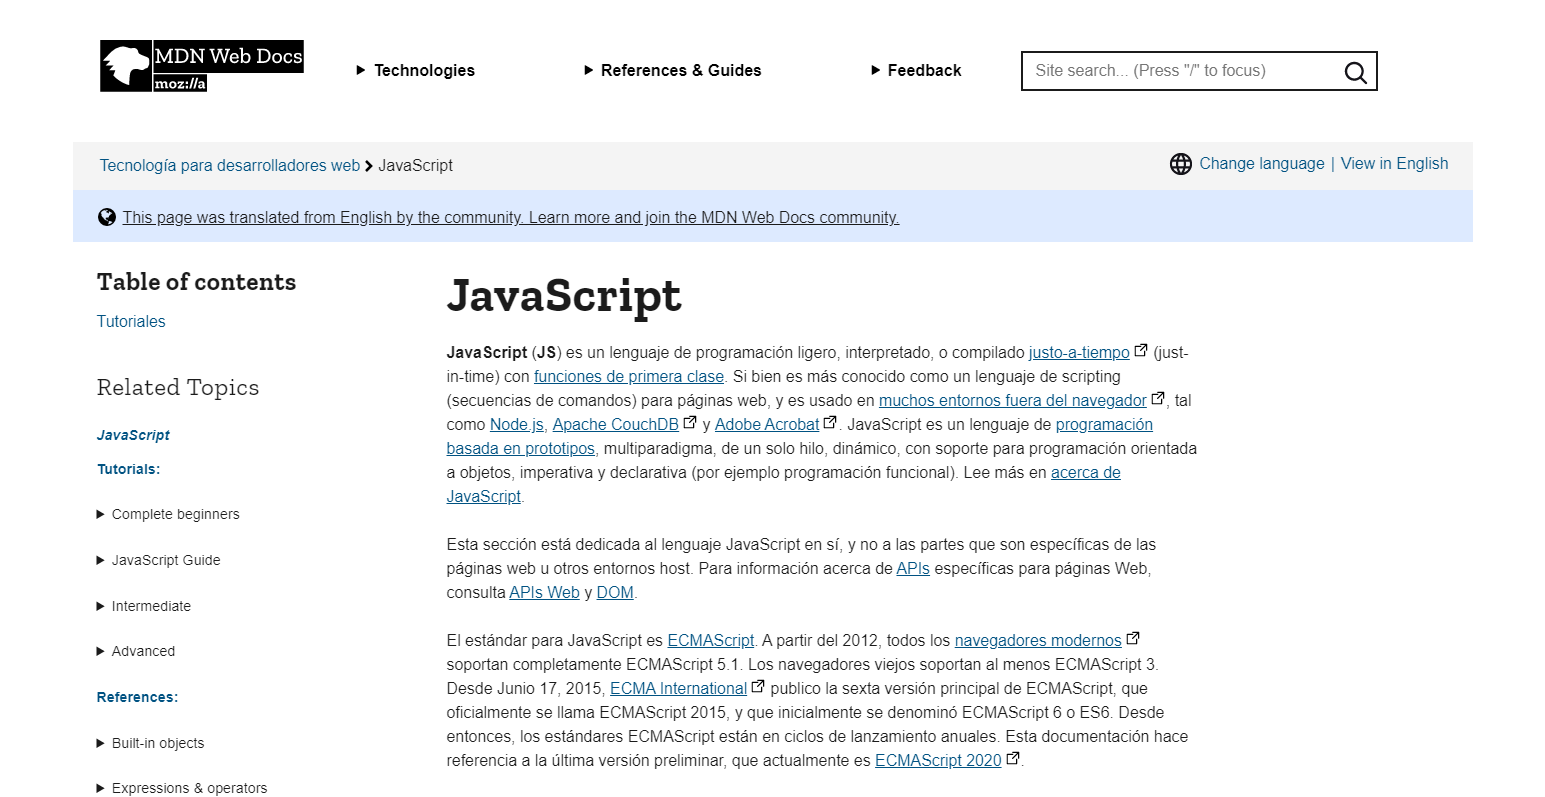 MDN Web Docs
moz://a
Technologies
References & Guides
Feedback
Site search... (Press "/" to focus)
Tecnología para desarrolladores web
JavaScript
Change language | View in English
This page was translated from English by the community. Learn more and join the MDN Web Docs community.
Table of contents
Tutoriales
Related Topics
JavaScript
Tutorials:
Complete beginners
JavaScript Guide
Intermediate
Advanced
References:
Built-in objects
Expressions & operators
JavaScript
JavaScript (JS) es un lenguaje de programación ligero, interpretado, o compilado justo-a-tiempo (just-
in-time) con funciones de primera clase. Si bien es más conocido como un lenguaje de scripting
(secuencias de comandos) para páginas web, y es usado en muchos entornos fuera del navegador, tal
como Node.js, Apache CouchDB y Adobe Acrobat. JavaScript es un lenguaje de programación
basada en prototipos, multiparadigma, de un solo hilo, dinámico, con soporte para programación orientada
a objetos, imperativa y declarativa (por ejemplo programación funcional). Lee más en acerca de
JavaScript.
Esta sección está dedicada al lenguaje JavaScript en sí, y no a las partes que son específicas de las
páginas web u otros entornos host. Para información acerca de APIs específicas para páginas Web,
consulta APIs Web y DOM.
El estándar para JavaScript es ECMAScript. A partir del 2012, todos los navegadores modernos
soportan completamente ECMAScript 5.1. Los navegadores viejos soportan al menos ECMAScript 3.
Desde Junio 17, 2015, ECMA International publico la sexta versión principal de ECMAScript, que
oficialmente se llama ECMAScript 2015, y que inicialmente se denominó ECMAScript 6 o ES6. Desde
entonces, los estándares ECMAScript están en ciclos de lanzamiento anuales. Esta documentación hace
referencia a la última versión preliminar, que actualmente es ECMAScript 2020.